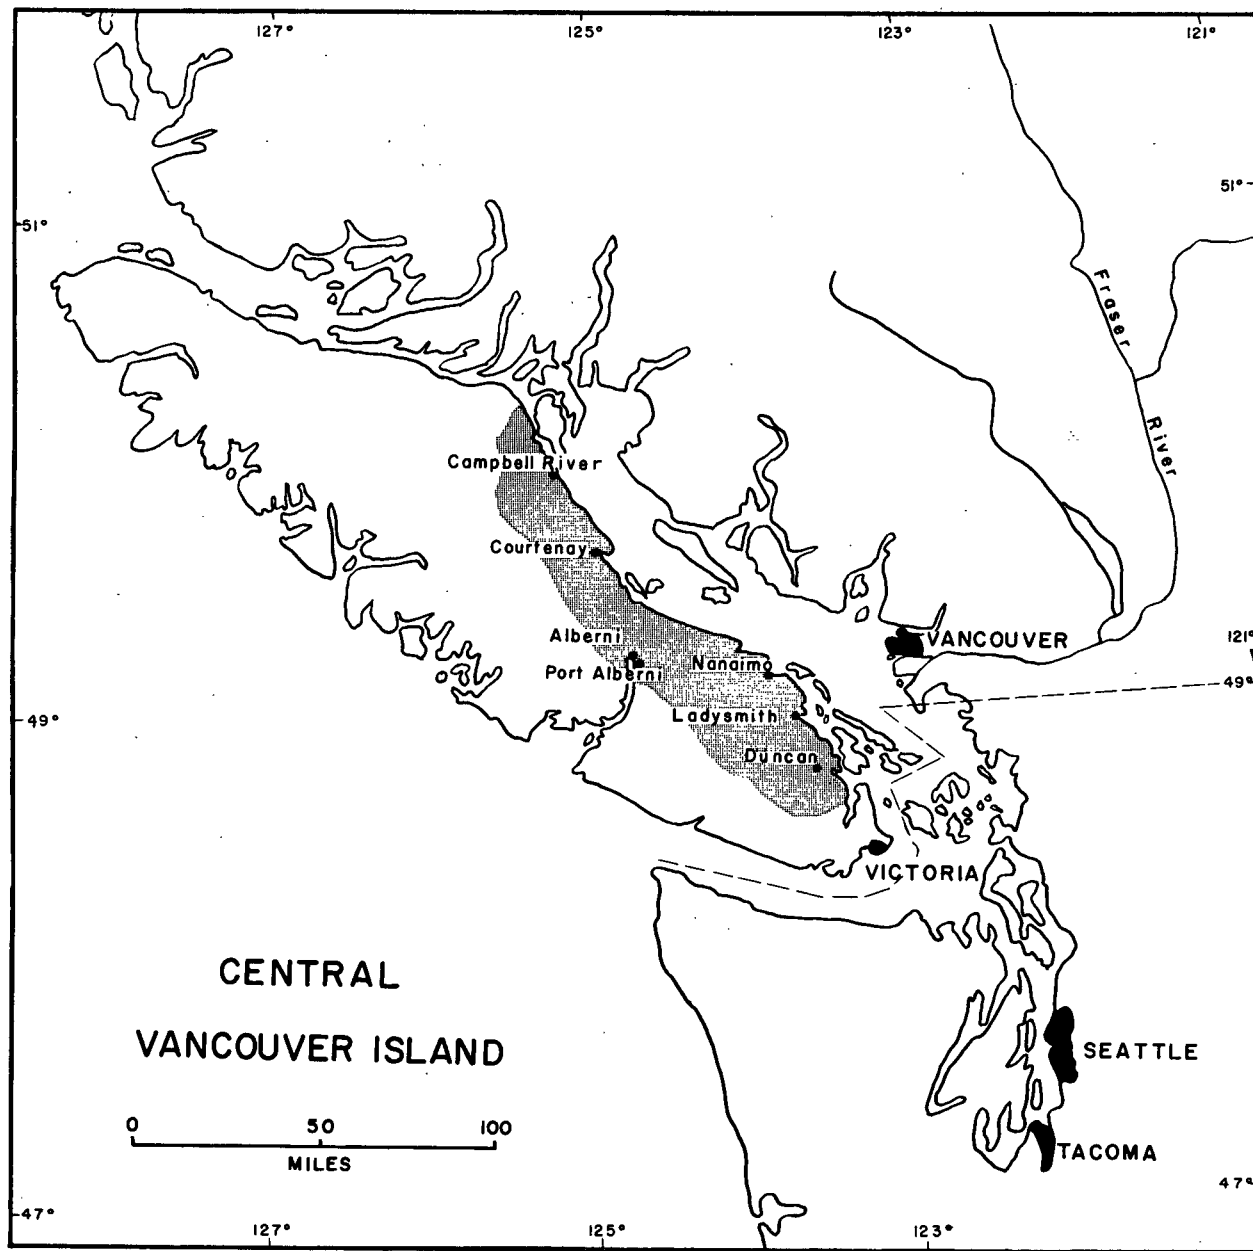 127°
125°
123°
121°
51°
51°
Fraser
River
Campbell River
Courtenay
Alberni
Port Alberni
Nanaimo
Ladysmith
Duncan
VANCOUVER
121°
49°
49°
VICTORIA
CENTRAL
VANCOUVER ISLAND
SEATTLE
0 50 100
MILES
TACOMA
47°
47°
127°
125°
123°